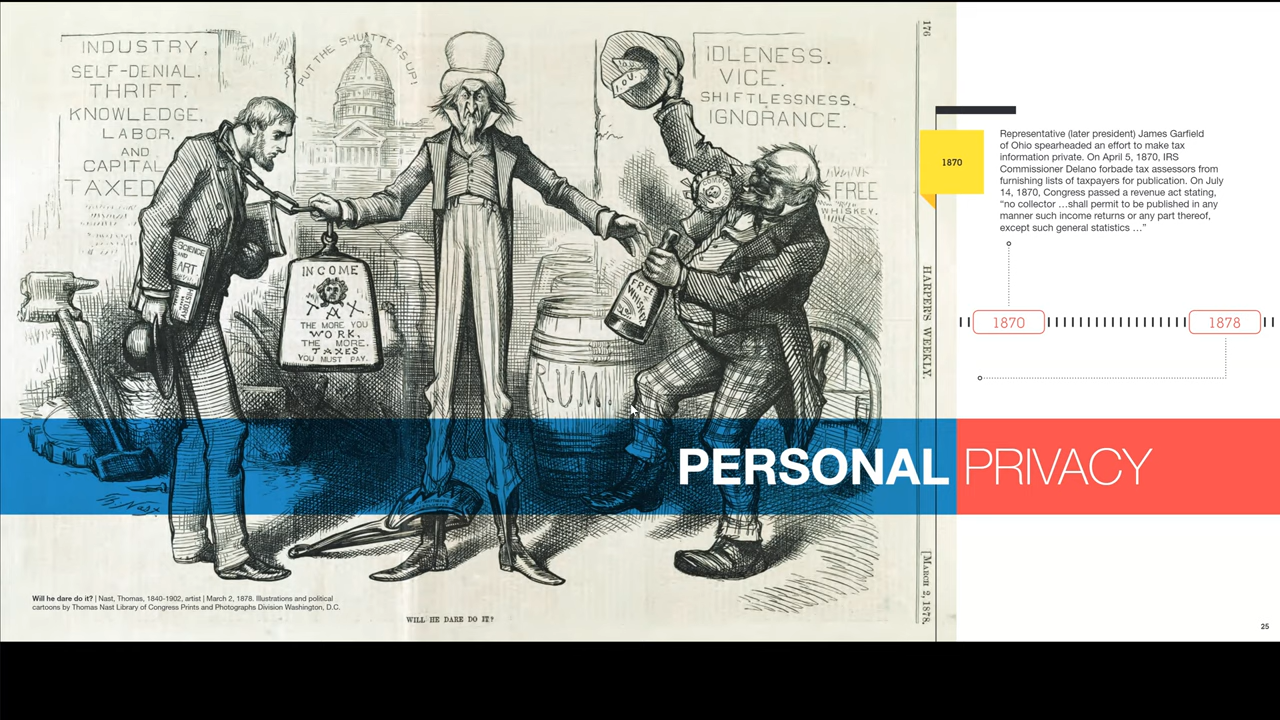 INDUSTRY,
SELF-DENIAL.
THRIFT.
KNOWLEDGE,
LABOR.
AND
CAPITAL
TAXED
PUT THE SHUTTERS UP!
IDLENESS.
VICE.
SHIFTLESSNESS.
IGNORANCE.
I.O.U.
FREE
WHISKEY.
SCIENCE
AND
ART
INCOME
TAX
THE MORE YOU
WORK.
THE MORE.
TAXES
YOU MUST PAY.
FREE
WHISKY
RUM!
176
HARPER'S WEEKLY.
[MARCH 2, 1878.
WILL HE DARE DO IT?
Will he dare do it? | Nast, Thomas, 1840-1902, artist | March 2, 1878. Illustrations and political
cartoons by Thomas Nast Library of Congress Prints and Photographs Division Washington, D.C.
PERSONAL PRIVACY
1870
Representative (later president) James Garfield
of Ohio spearheaded an effort to make tax
information private. On April 5, 1870, IRS
Commissioner Delano forbade tax assessors from
furnishing lists of taxpayers for publication. On July
14, 1870, Congress passed a revenue act stating,
“no collector …shall permit to be published in any
manner such income returns or any part thereof,
except such general statistics …”
1870
1878
25